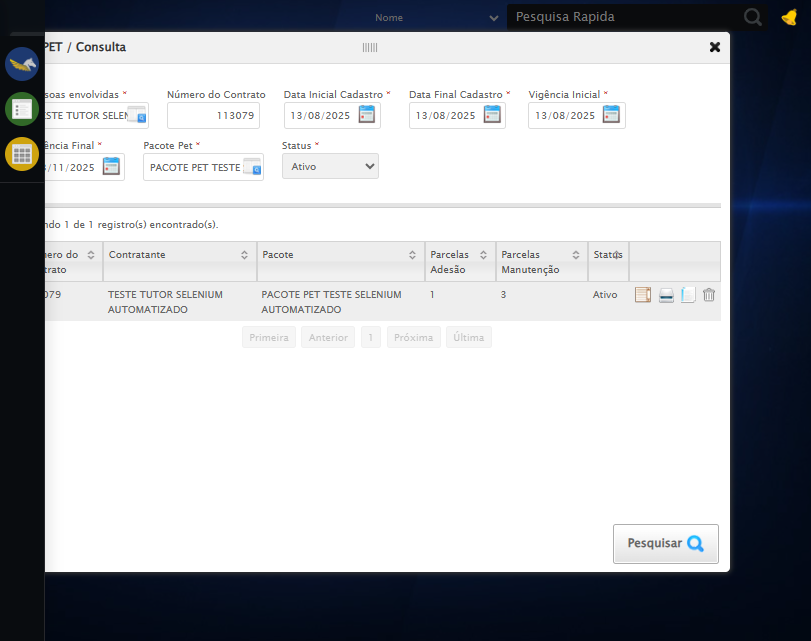 Nome
Pesquisa Rapida
PET / Consulta
soas envolvidas *
Número do Contrato
Data Inicial Cadastro *
Data Final Cadastro *
Vigência Inicial *
STE TUTOR SELEN
113079
13/08/2025
13/08/2025
13/08/2025
ência Final *
Pacote Pet *
Status *
/11/2025
PACOTE PET TESTE
Ativo
ndo 1 de 1 registro(s) encontrado(s).
ero do
trato
Contratante
Pacote
Parcelas
Adesão
Parcelas
Manutenção
Status
079
TESTE TUTOR SELENIUM
AUTOMATIZADO
PACOTE PET TESTE SELENIUM
AUTOMATIZADO
1
3
Ativo
Primeira
Anterior
1
Próxima
Última
Pesquisar